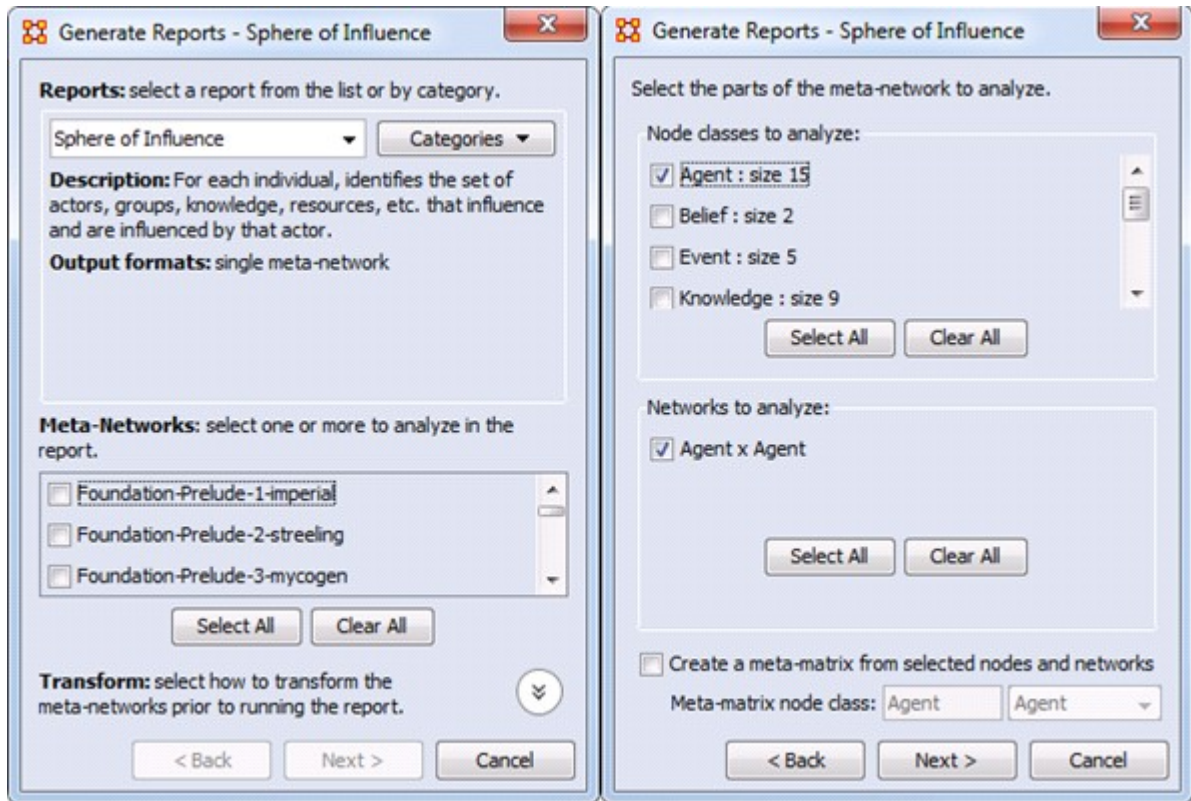 Generate Reports - Sphere of Influence
Reports: select a report from the list or by category.
Sphere of Influence
Categories
Description: For each individual, identifies the set of
actors, groups, knowledge, resources, etc. that influence
and are influenced by that actor.
Output formats: single meta-network
Meta-Networks: select one or more to analyze in the
report.
Foundation-Prelude-1-imperial
Foundation-Prelude-2-streeling
Foundation-Prelude-3-mycogen
Select All
Clear All
Transform: select how to transform the
meta-networks prior to running the report.
< Back
Next >
Cancel
Generate Reports - Sphere of Influence
Select the parts of the meta-network to analyze.
Node classes to analyze:
Agent : size 15
Belief : size 2
Event : size 5
Knowledge : size 9
Select All
Clear All
Networks to analyze:
Agent x Agent
Select All
Clear All
Create a meta-matrix from selected nodes and networks
Meta-matrix node class: Agent Agent
< Back
Next >
Cancel